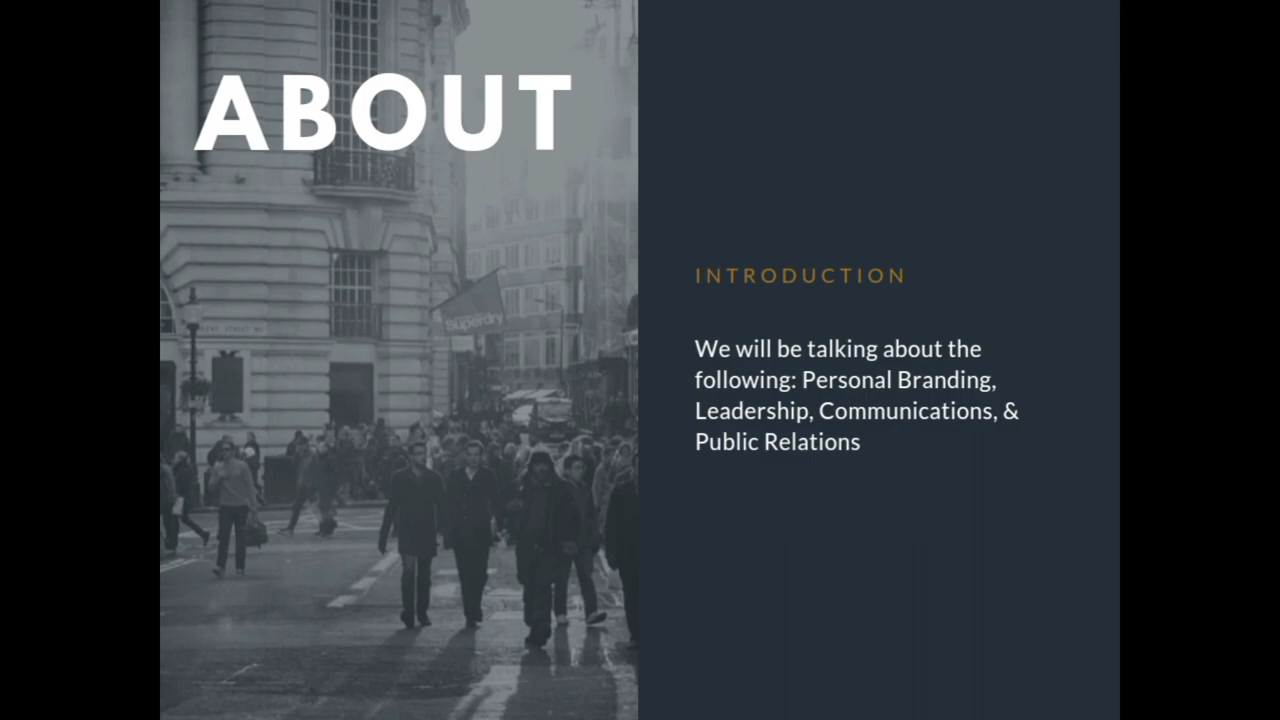 ABOUT
Superdry
INTRODUCTION
We will be talking about the
following: Personal Branding,
Leadership, Communications, &
Public Relations